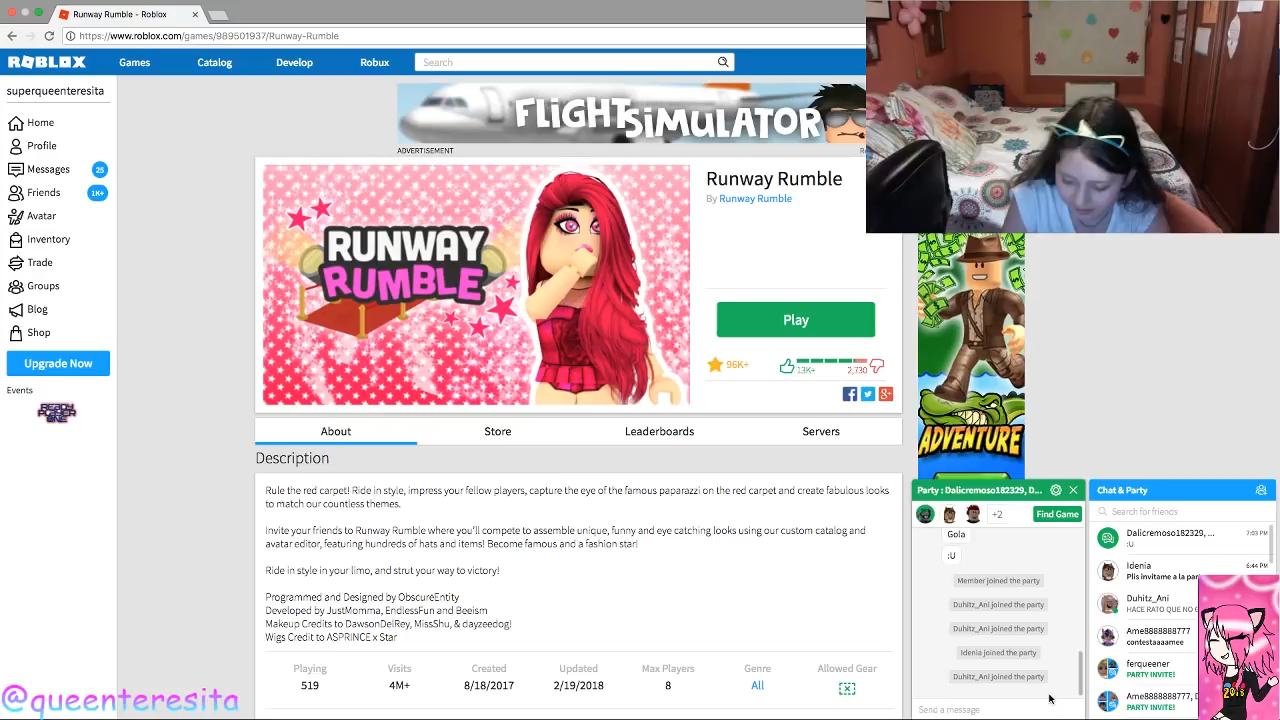 Runway Rumble - Roblox
https://www.roblox.com/games/989501937/Runway-Rumble
ROBLOX
Games
Catalog
Develop
Robux
Search
superqueenteresita
Home
Profile
Messages
25
Friends
1K+
Avatar
Inventory
Trade
Groups
Blog
Shop
Upgrade Now
Events
READY PLAYER ONE
FLIGHT SIMULATOR
ADVERTISEMENT
RUNWAY
RUMBLE
Runway Rumble
By Runway Rumble
Play
96K+
13K+
2,730
About
Store
Leaderboards
Servers
Description
Rule the red carpet! Ride in style, impress your fellow players, capture the eye of the famous paparazzi on the red carpet and create fabulous looks
to match our countless themes.
Invite your friends to Runway Rumble where you'll compete to assemble unique, funny and eye catching looks using our custom catalog and
avatar editor, featuring hundreds of hats and items! Become famous and a fashion star!
Ride in style in your limo, and strut your way to victory!
Programmed and Designed by ObscureEntity
Developed by JustMomma, EndlessFun and Beeism
Makeup Credits to DawsonDelRey, MissShu, & dayzeedog!
Wigs Credit to ASPRINCE x Star
Playing
519
Visits
4M+
Created
8/18/2017
Updated
2/19/2018
Max Players
8
Genre
All
Allowed Gear
ADVENTURE
Party : Dalicremoso182329, D...
+2
Find Game
Gola
:U
Member joined the party
Duhitz_Ani joined the party
Duhitz_Ani joined the party
Idenia joined the party
Duhitz_Ani joined the party
Send a message
Chat & Party
Search for friends
Dalicremoso182329, ...
7:03 PM
:U
Idenia
6:44 PM
Plis invitame a la par
Duhitz_Ani
HACE RATO QUE NO G
Ame8888888777
contestaaaamee
ferqueener
PARTY INVITE!
Ame8888888777, D
PARTY INVITE!
@queenteresita